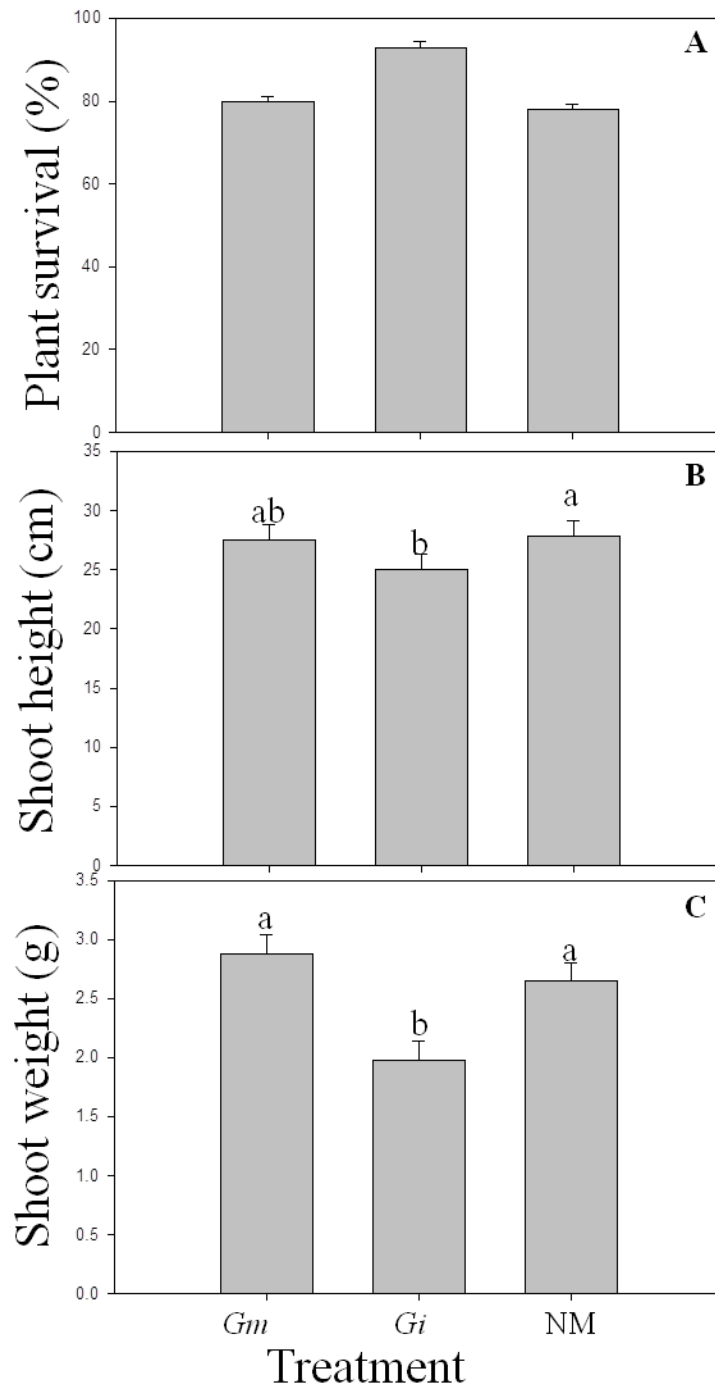 A
Plant survival (%)
100
80
60
40
20
0
B
Shoot height (cm)
35
30
25
20
15
10
5
0
ab
b
a
C
Shoot weight (g)
3.5
3.0
2.5
2.0
1.5
1.0
0.5
0.0
a
b
a
Gm Gi NM
Treatment